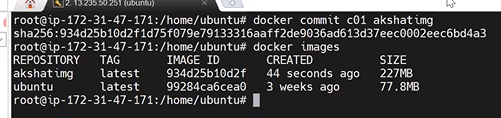 2. 13.235.50.251 (ubuntu)
root@ip-172-31-47-171:/home/ubuntu# docker commit c01 akshatimg
sha256:934d25b10d2f1d75f079e79133316aaff2de9036ad613d37eec0002eec6bd4a3
root@ip-172-31-47-171:/home/ubuntu# docker images
REPOSITORY TAG IMAGE ID CREATED SIZE
akshatimg latest 934d25b10d2f 44 seconds ago 227MB
ubuntu latest 99284ca6cea0 3 weeks ago 77.8MB
root@ip-172-31-47-171:/home/ubuntu#